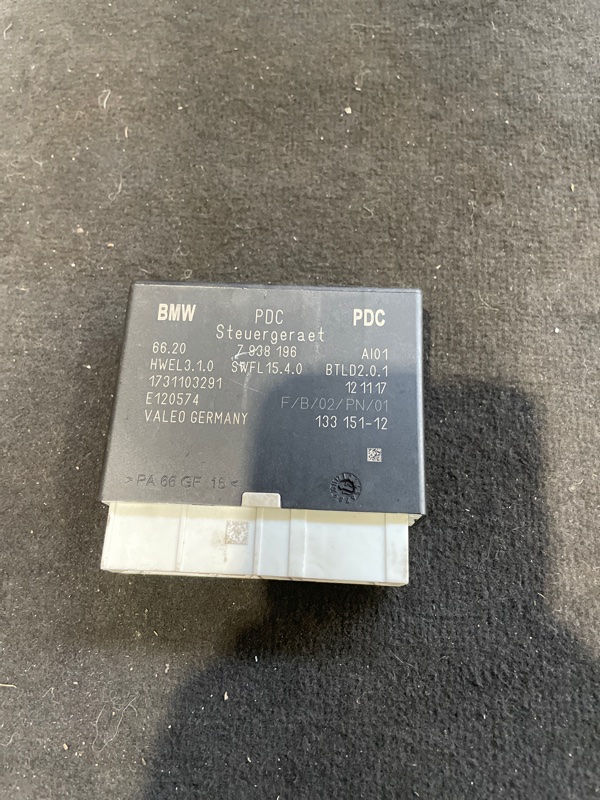 BMW PDC PDC
Steuergeraet
66.20 7 938 196 AI01
HWEL3.1.0 SWFL15.4.0 BTLD2.0.1
1731103291 12 11 17
E120574 F/B/02/PN/01
VALEO GERMANY 133 151-12
>PA 66 GF 15<